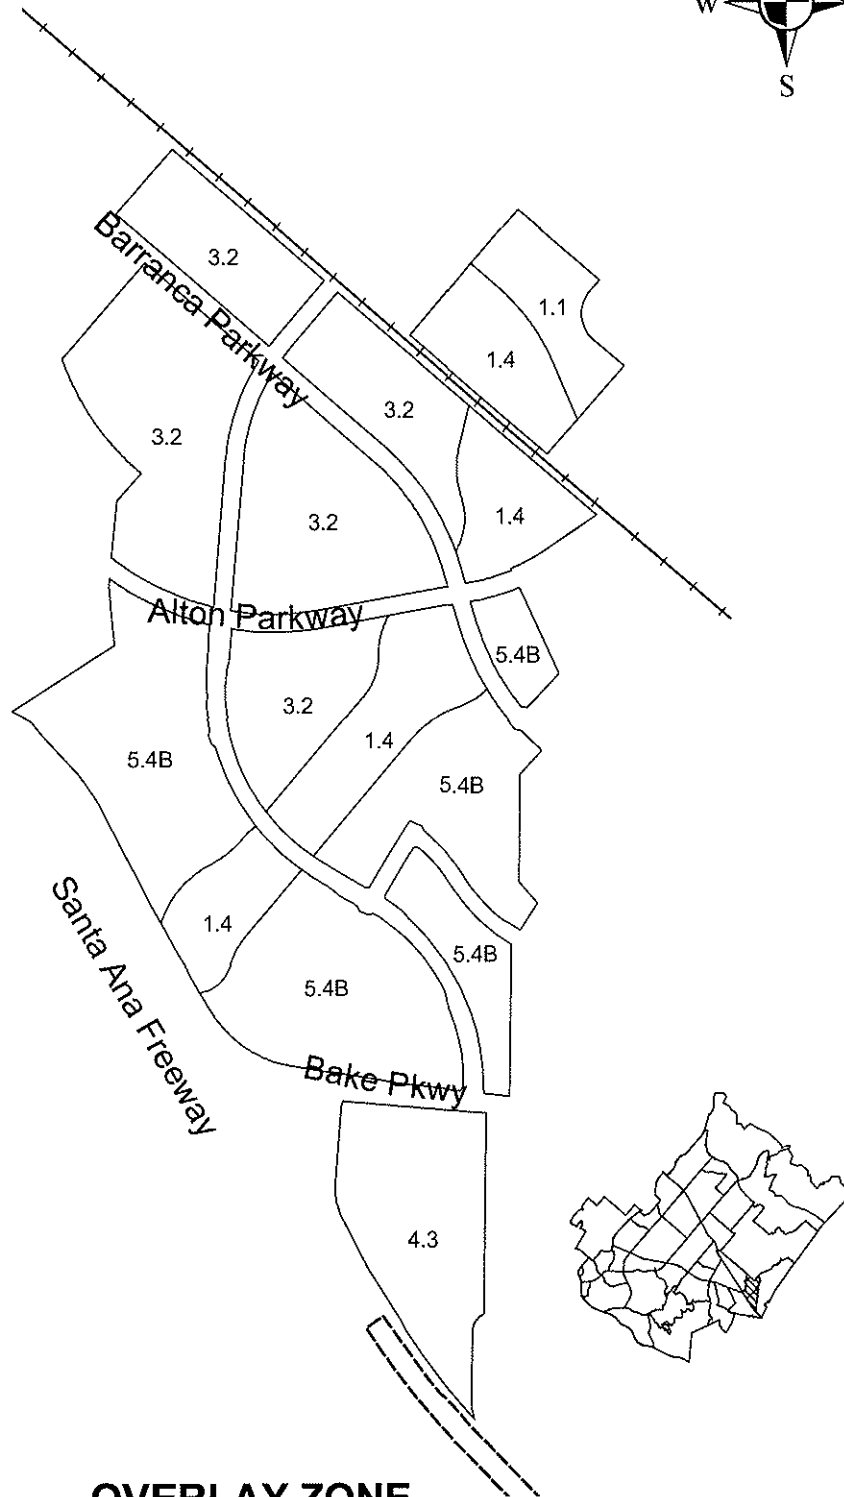 W
S
Barranca Parkway
3.2
1.1
1.4
3.2
3.2
3.2
1.4
Alton Parkway
5.4B
3.2
1.4
5.4B
5.4B
Santa Ana Freeway
1.4
5.4B
5.4B
Bake Pkwy
4.3
OVERLAY ZONE